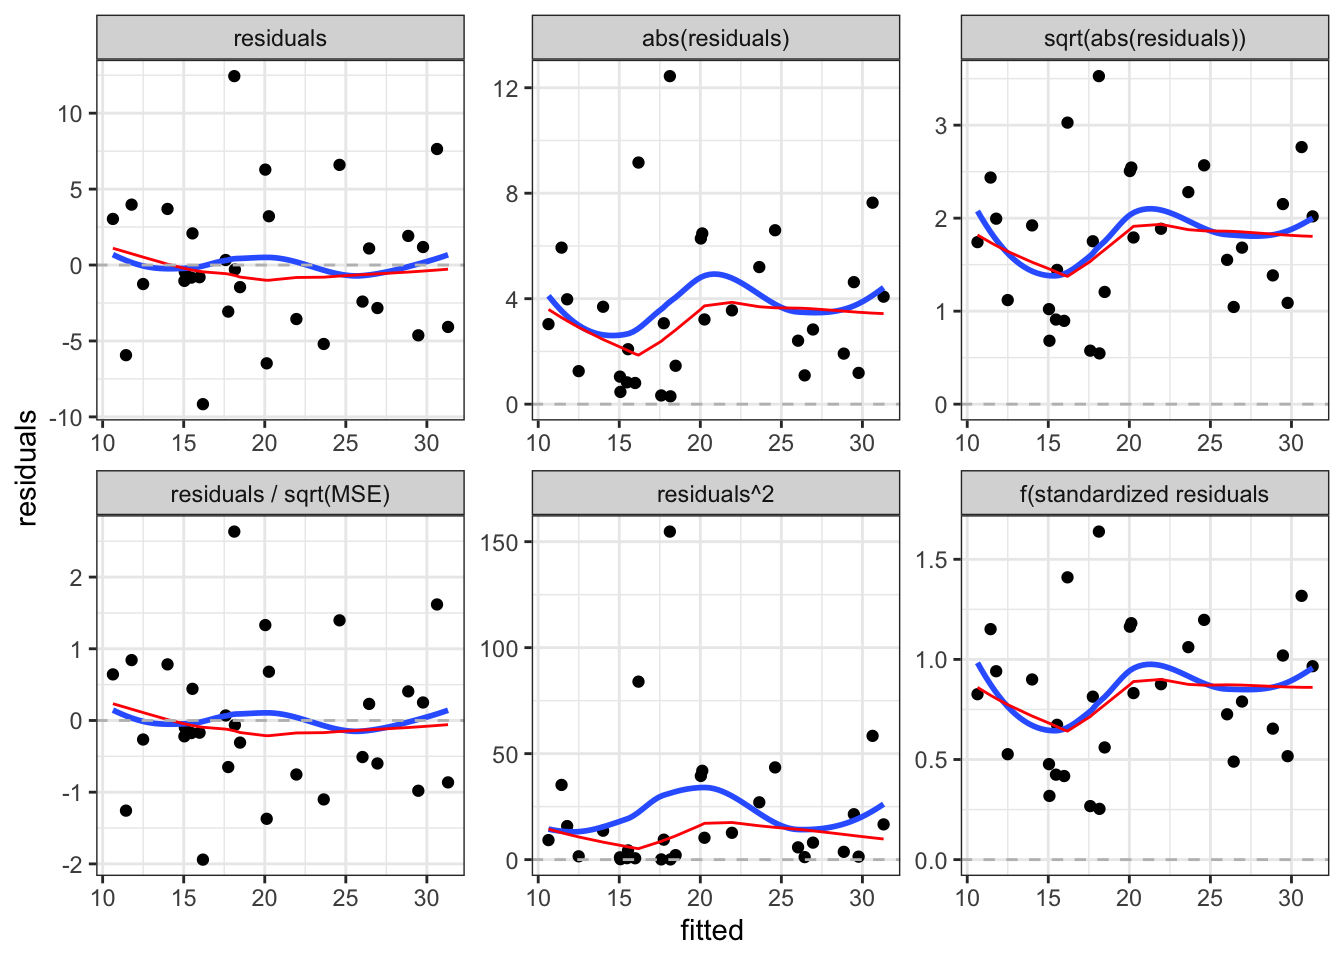 residuals
abs(residuals)
sqrt(abs(residuals))
10
5
0
-5
-10
12
8
4
0
3
2
1
0
10 15 20 25 30
10 15 20 25 30
10 15 20 25 30
residuals
residuals / sqrt(MSE)
residuals^2
f(standardized residuals
2
1
0
-1
-2
150
100
50
0
1.5
1.0
0.5
0.0
10 15 20 25 30
10 15 20 25 30
10 15 20 25 30
fitted